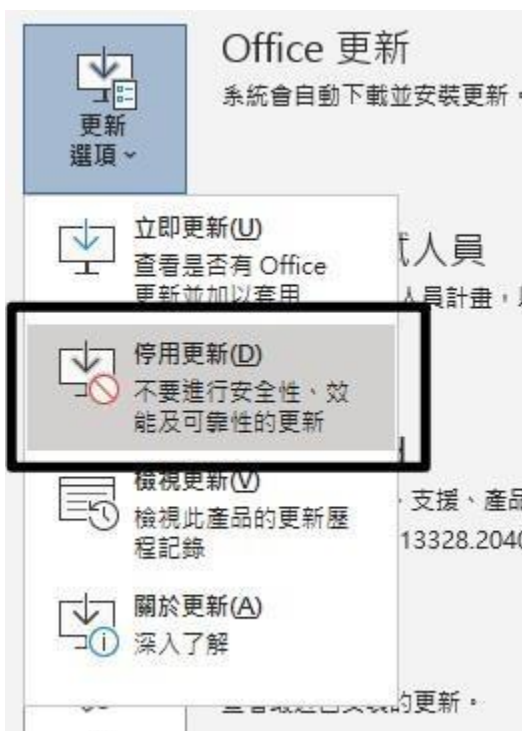 Office 更新
系統會自動下載並安裝更新。
更新
選項
立即更新(U)
查看是否有 Office
更新並加以套用
人員
人員計畫，
停用更新(D)
不要進行安全性、效
能及可靠性的更新
檢視更新(V)
檢視此產品的更新歷
程記錄
、支援、產品
13328.2040
關於更新(A)
深入了解
的更新。